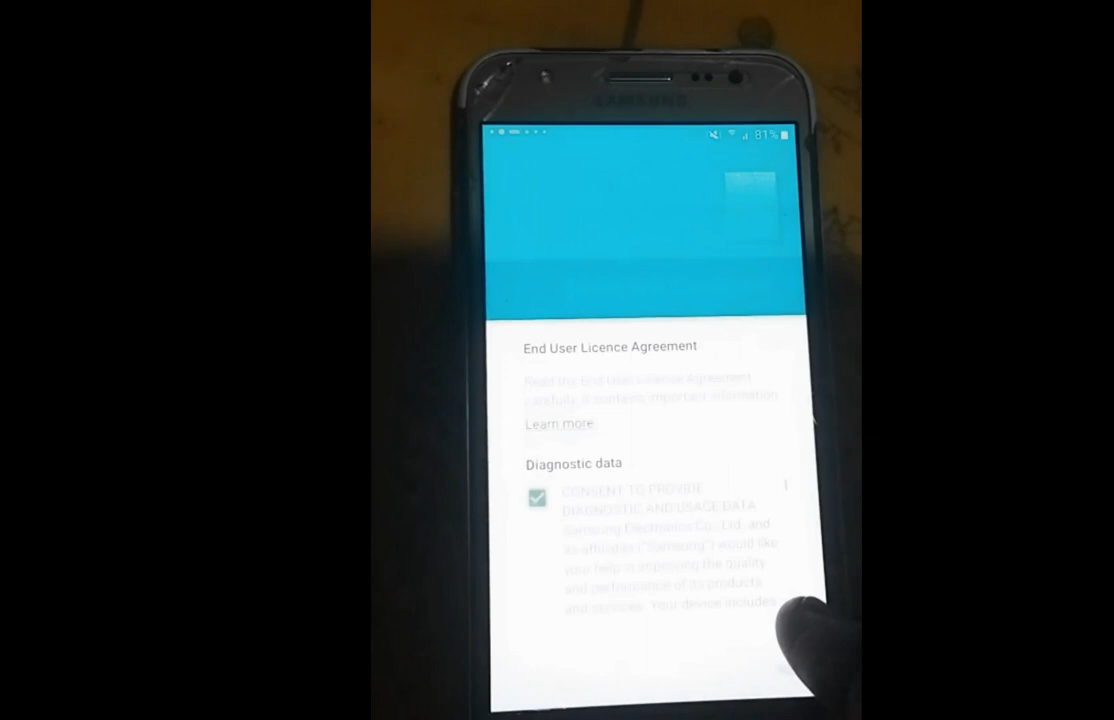 SAMSUNG
81%
End User Licence Agreement
Read the End User Licence Agreement
carefully. It contains important information.
Learn more
Diagnostic data
CONSENT TO PROVIDE
DIAGNOSTIC AND USAGE DATA
Samsung Electronics Co., Ltd. and
its affiliates ("Samsung") would like
your help in improving the quality
and performance of its products
and services. Your device includes